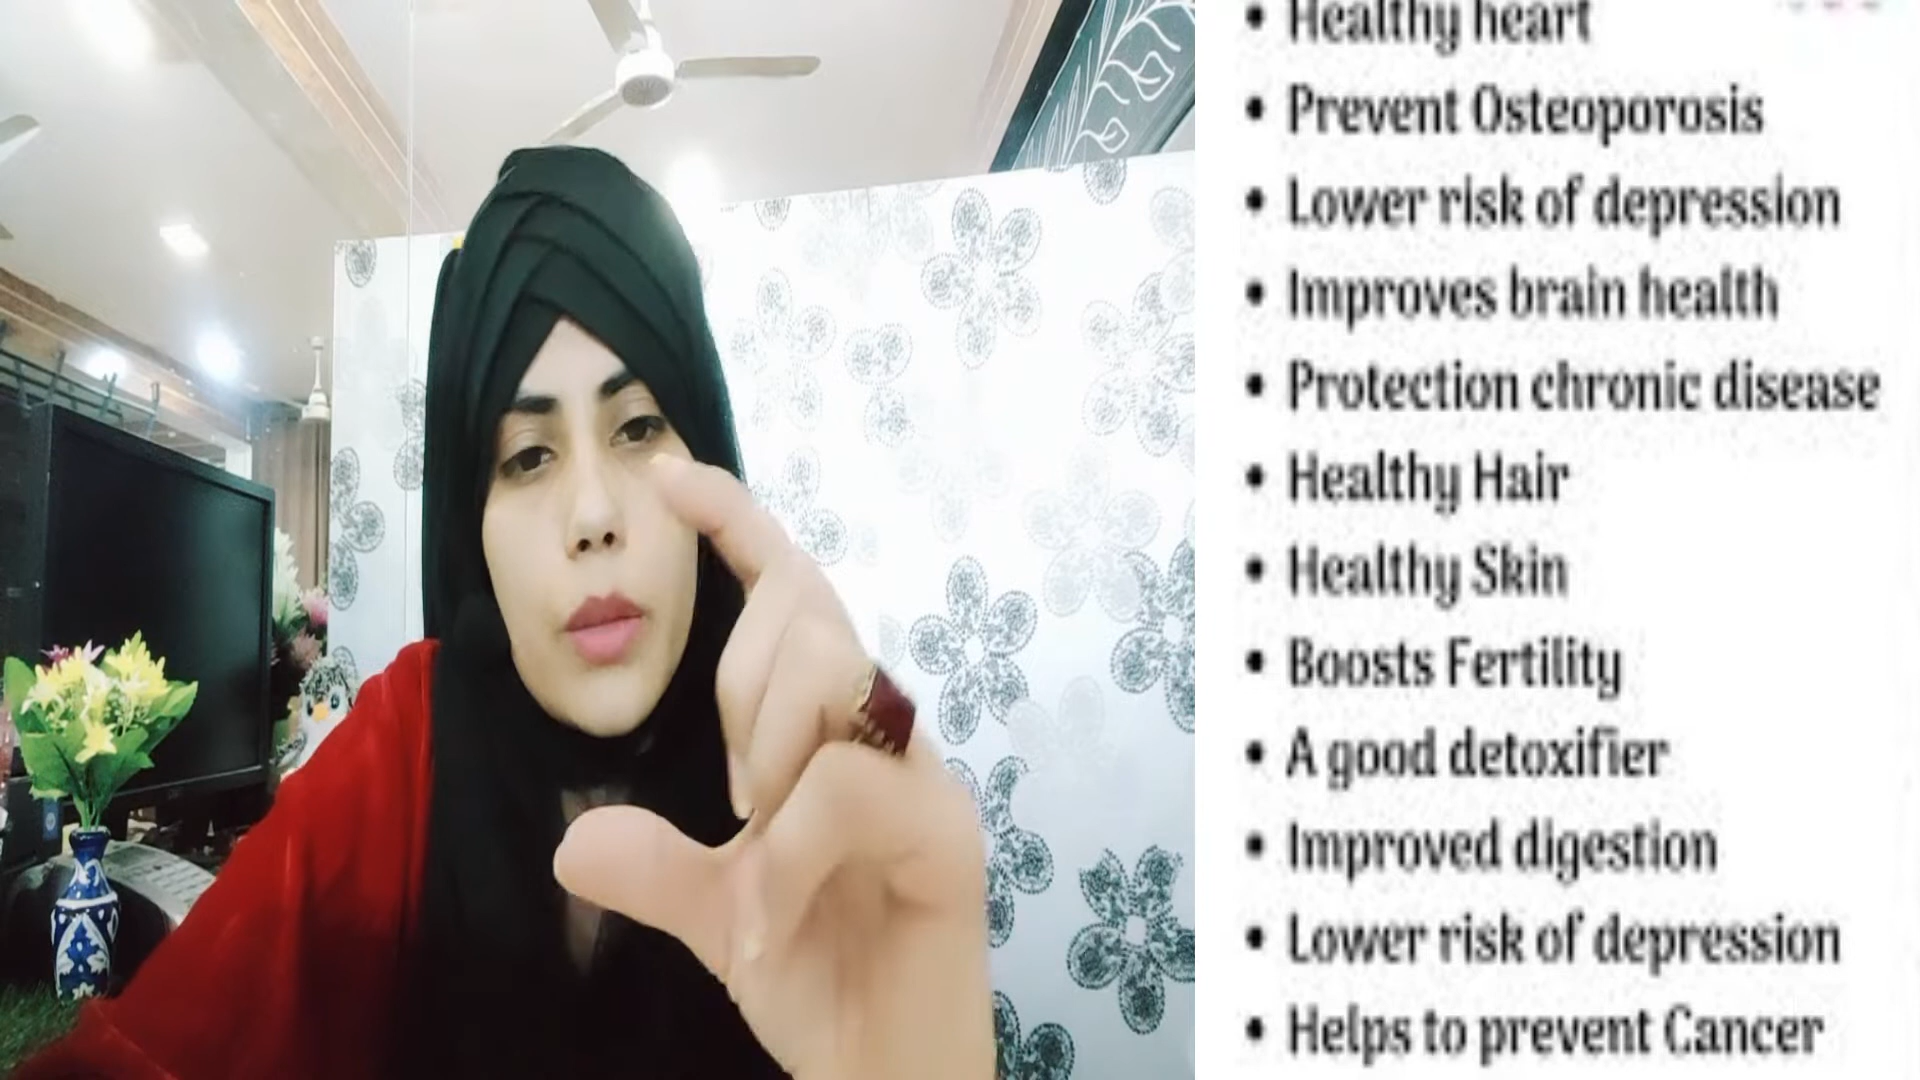 • Healthy heart
• Prevent Osteoporosis
• Lower risk of depression
• Improves brain health
• Protection chronic disease
• Healthy Hair
• Healthy Skin
• Boosts Fertility
• A good detoxifier
• Improved digestion
• Lower risk of depression
• Helps to prevent Cancer